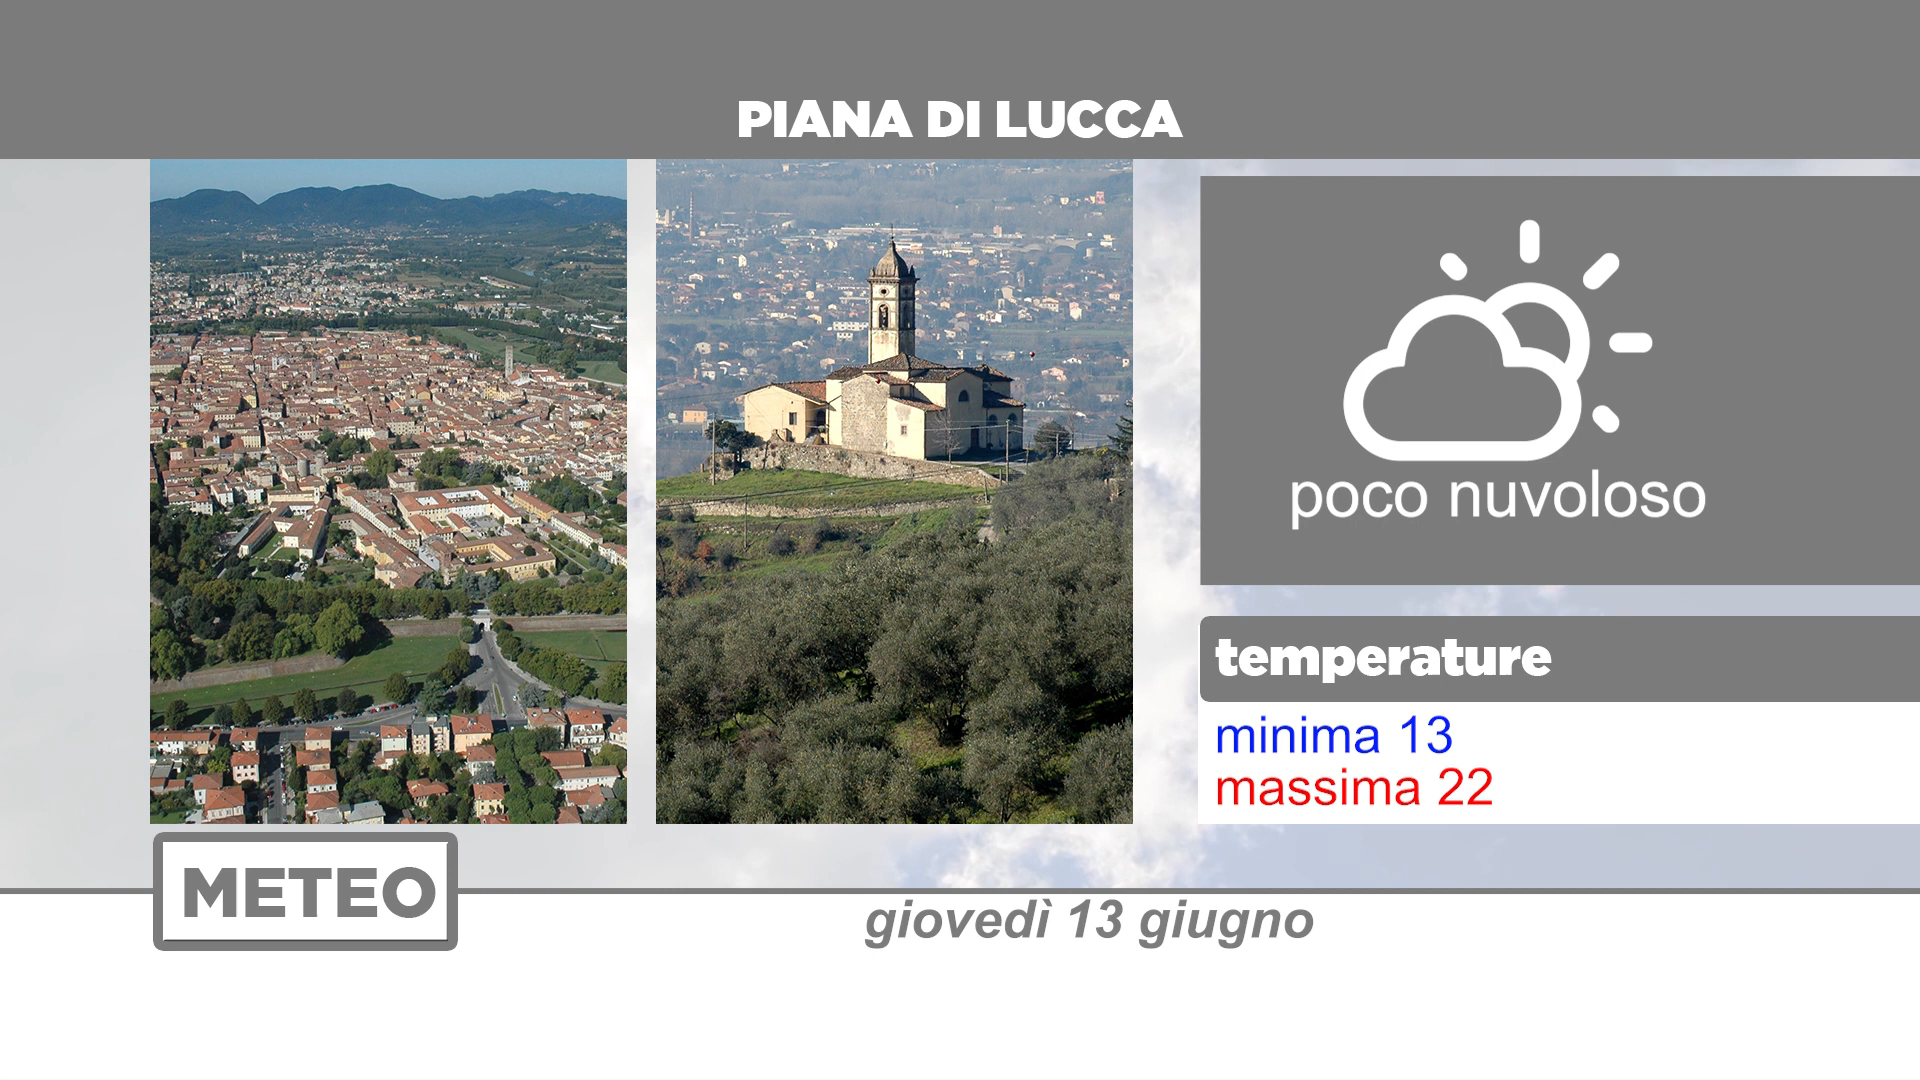 PIANA DI LUCCA
poco nuvoloso
temperature
minima 13
massima 22
METEO
giovedì 13 giugno